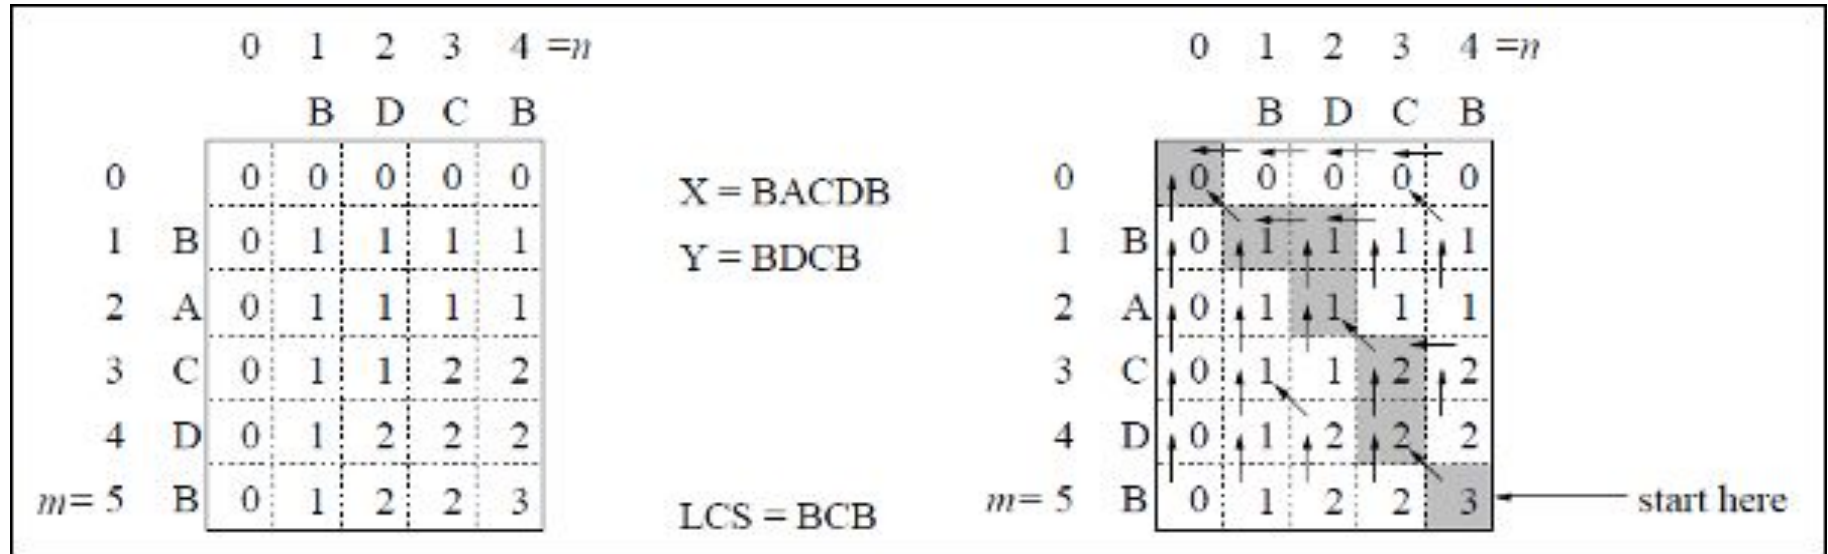 0 1 2 3 4 =n
B D C B
0 0 0 0 0 0
1 B 0 1 1 1 1
2 A 0 1 1 1 1
3 C 0 1 1 2 2
4 D 0 1 2 2 2
m= 5 B 0 1 2 2 3
X = BACDB
Y = BDCB
LCS = BCB
0 1 2 3 4 =n
B D C B
0 0 0 0 0 0
1 B 0 1 1 1 1
2 A 0 1 1 1 1
3 C 0 1 1 2 2
4 D 0 1 2 2 2
m= 5 B 0 1 2 2 3 start here